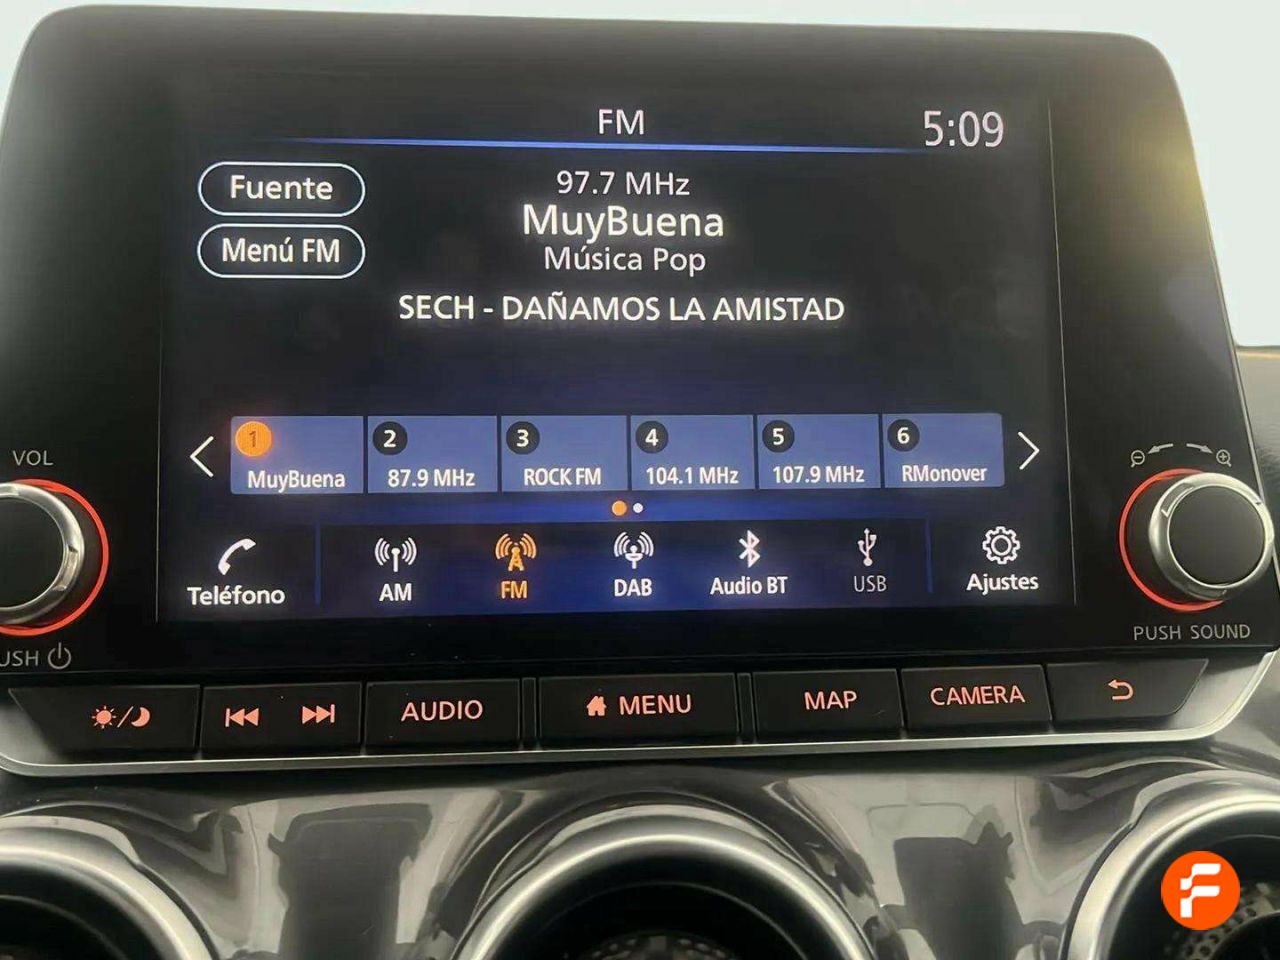 FM
5:09
Fuente
97.7 MHz
MuyBuena
Menú FM
Música Pop
SECH - DAÑAMOS LA AMISTAD
1
2
3
4
5
6
MuyBuena
87.9 MHz
ROCK FM
104.1 MHz
107.9 MHz
RMonover
VOL
Teléfono
AM
FM
DAB
Audio BT
USB
Ajustes
USH
PUSH SOUND
AUDIO
MENU
MAP
CAMERA